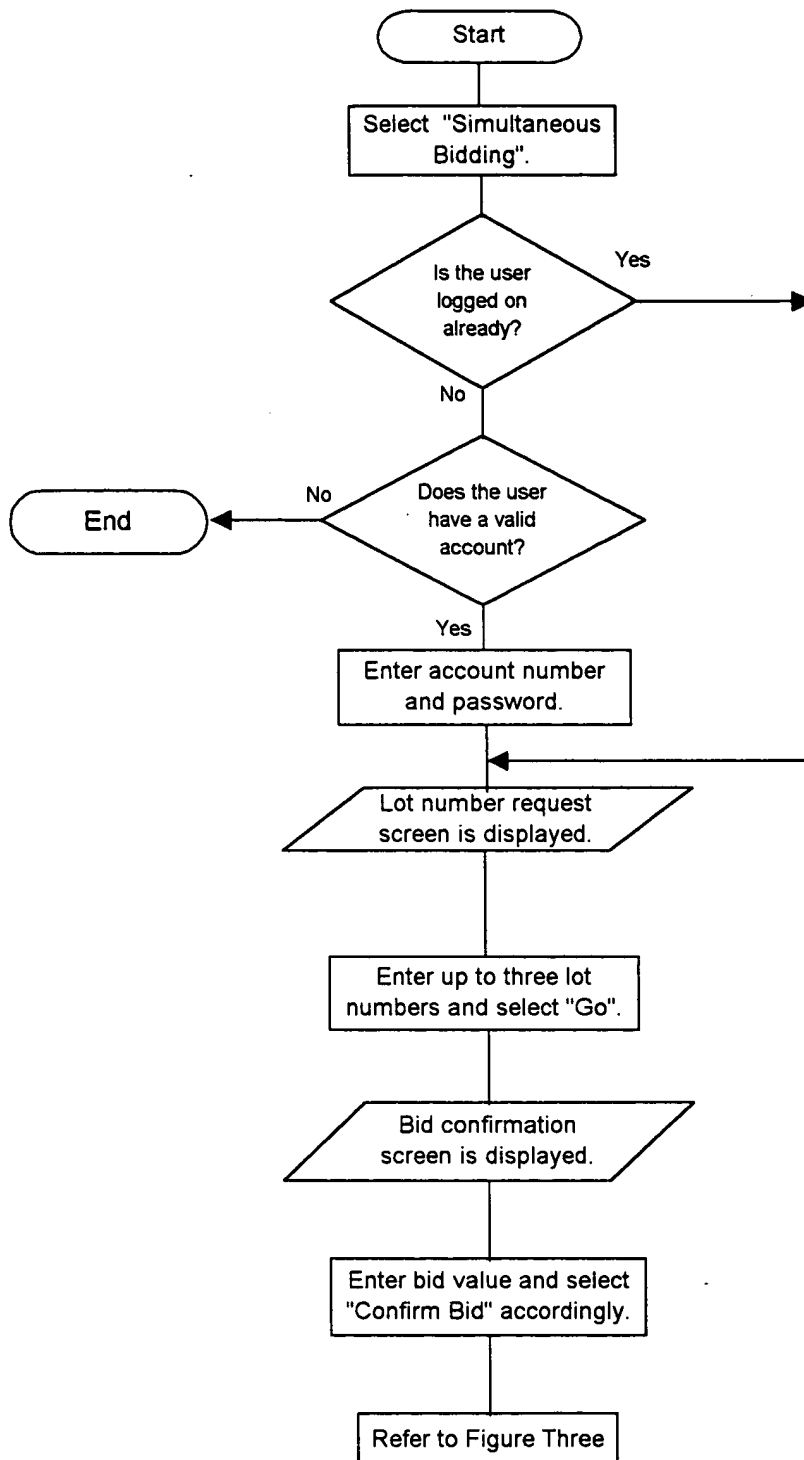 Start
Select "Simultaneous
Bidding".
Is the user
logged on
already?
Yes
No
Does the user
have a valid
account?
No
End
Yes
Enter account number
and password.
Lot number request
screen is displayed.
Enter up to three lot
numbers and select "Go".
Bid confirmation
screen is displayed.
Enter bid value and select
"Confirm Bid" accordingly.
Refer to Figure Three